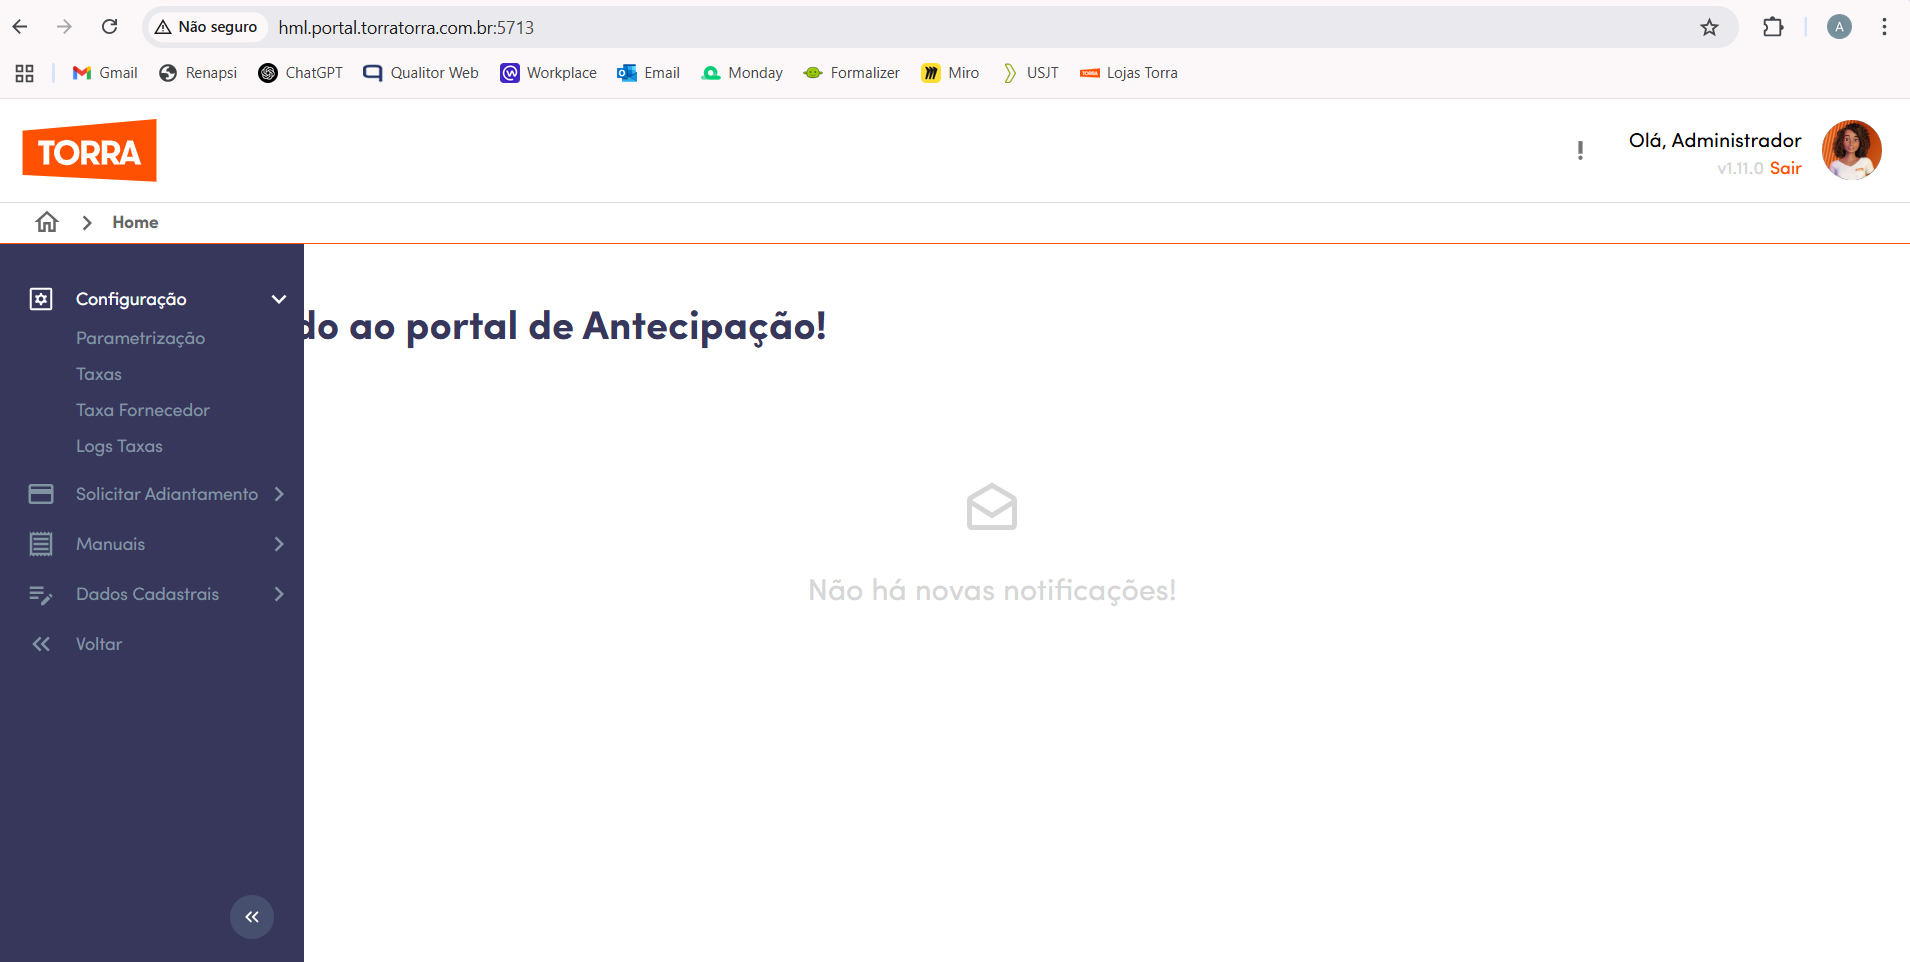 Não seguro hml.portal.torratorra.com.br:5713 A
Gmail Renapsi ChatGPT Qualitor Web Workplace Email Monday Formalizer Miro USJT Lojas Torra
TORRA
Olá, Administrador
v1.11.0 Sair
Home
Configuração
do ao portal de Antecipação!
Parametrização
Taxas
Taxa Fornecedor
Logs Taxas
Solicitar Adiantamento
Manuais
Dados Cadastrais
Voltar
Não há novas notificações!